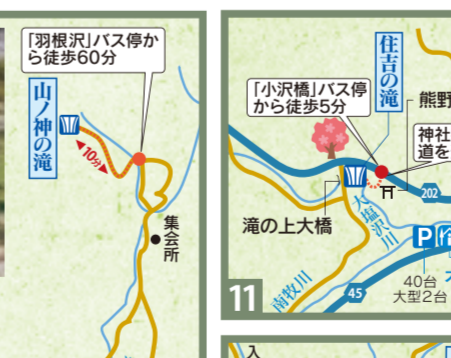 「羽根沢」バス停か
ら徒歩60分
山ノ神の滝
10分
集会所
住吉の滝
「小沢橋」バス停
から徒歩5分
熊野
神社
道を
202
滝の上大橋
大塩沢川
P
40台
大型2台
11
南牧川
45
入